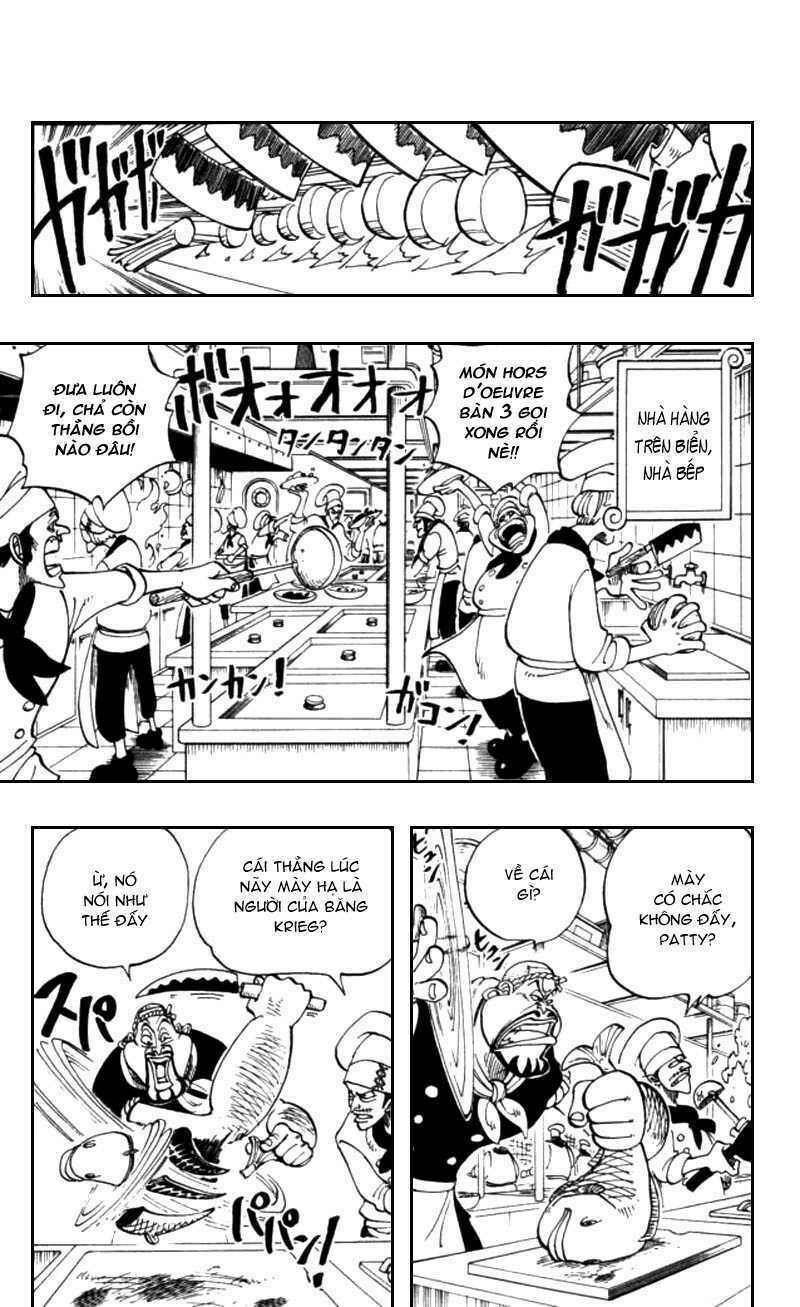 ガガガガ
ガガガガ
NHÀ HÀNG
TRÊN BIỂN,
NHÀ BẾP
MÓN HORS
D'OEUVRE
BÀN 3 GỌI
XONG RỒI
NÈ!!
ĐƯA LUÔN
ĐI, CHẢ CÒN
THẰNG BỒI
NÀO ĐÂU!
ボオオオオオ
タンタンタン
カンカン!
ガコン!
MÀY
CÓ CHẮC
KHÔNG ĐẤY,
PATTY?
VỀ CÁI
GÌ?
CÁI THẰNG LÚC
NÃY MÀY HẠ LÀ
NGƯỜI CỦA BĂNG
KRIEG?
Ừ, NÓ
NÓI NHƯ
THẾ ĐẤY
スパ
パパン!